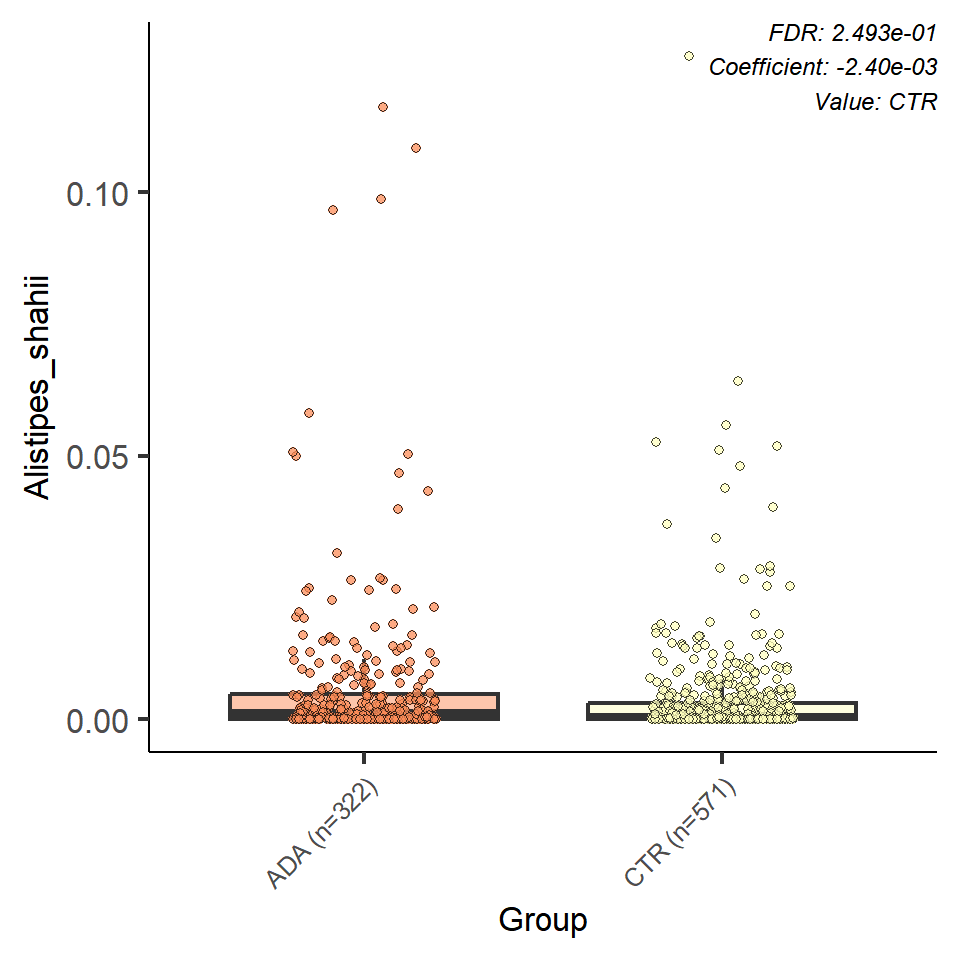 FDR: 2.493e-01
Coefficient: -2.40e-03
Value: CTR
Alistipes_shahii
0.10
0.05
0.00
ADA (n=322)
CTR (n=571)
Group